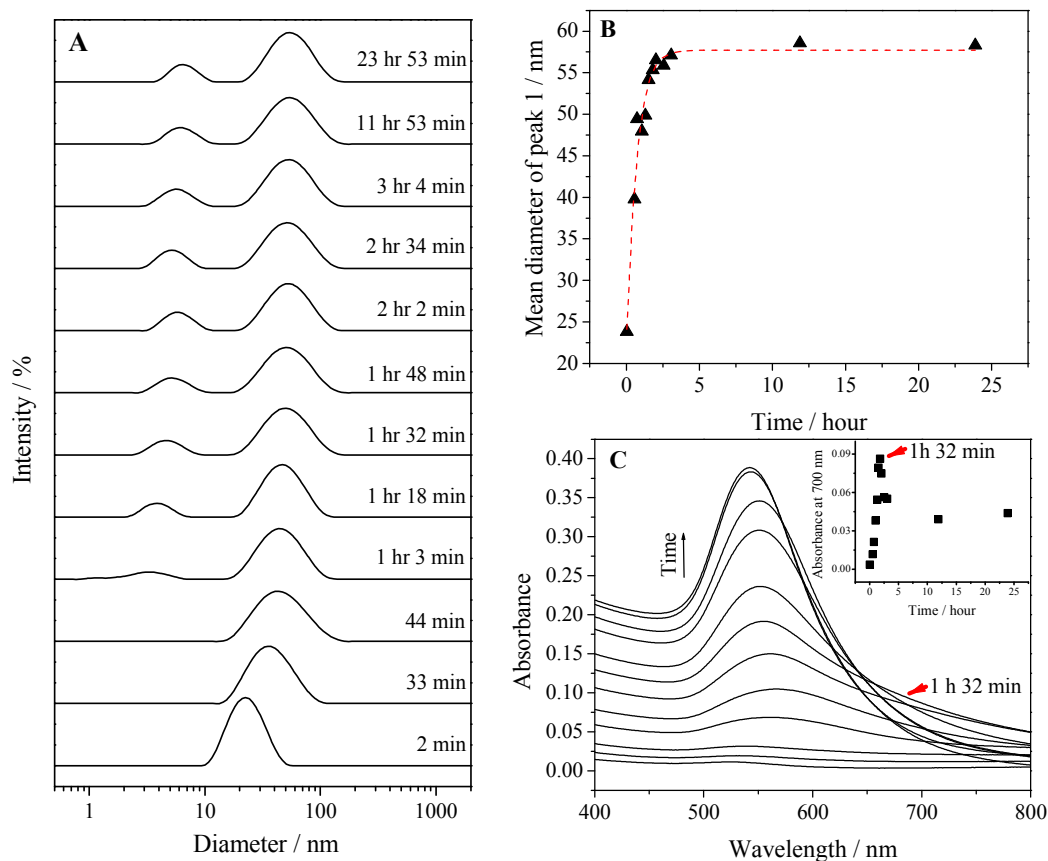 A
23 hr 53 min
11 hr 53 min
3 hr 4 min
2 hr 34 min
2 hr 2 min
1 hr 48 min
1 hr 32 min
1 hr 18 min
1 hr 3 min
44 min
33 min
2 min
Intensity / %
1 10 100 1000
Diameter / nm
B
60
55
50
45
40
35
30
25
20
Mean diameter of peak 1 / nm
0 5 10 15 20 25
Time / hour
C
0.40
0.35
0.30
0.25
0.20
0.15
0.10
0.05
0.00
Absorbance
Time
1 h 32 min
400 500 600 700 800
Wavelength / nm
0.09
0.06
0.03
0.00
Absorbance at 700 nm
1h 32 min
0 5 10 15 20 25
Time / hour